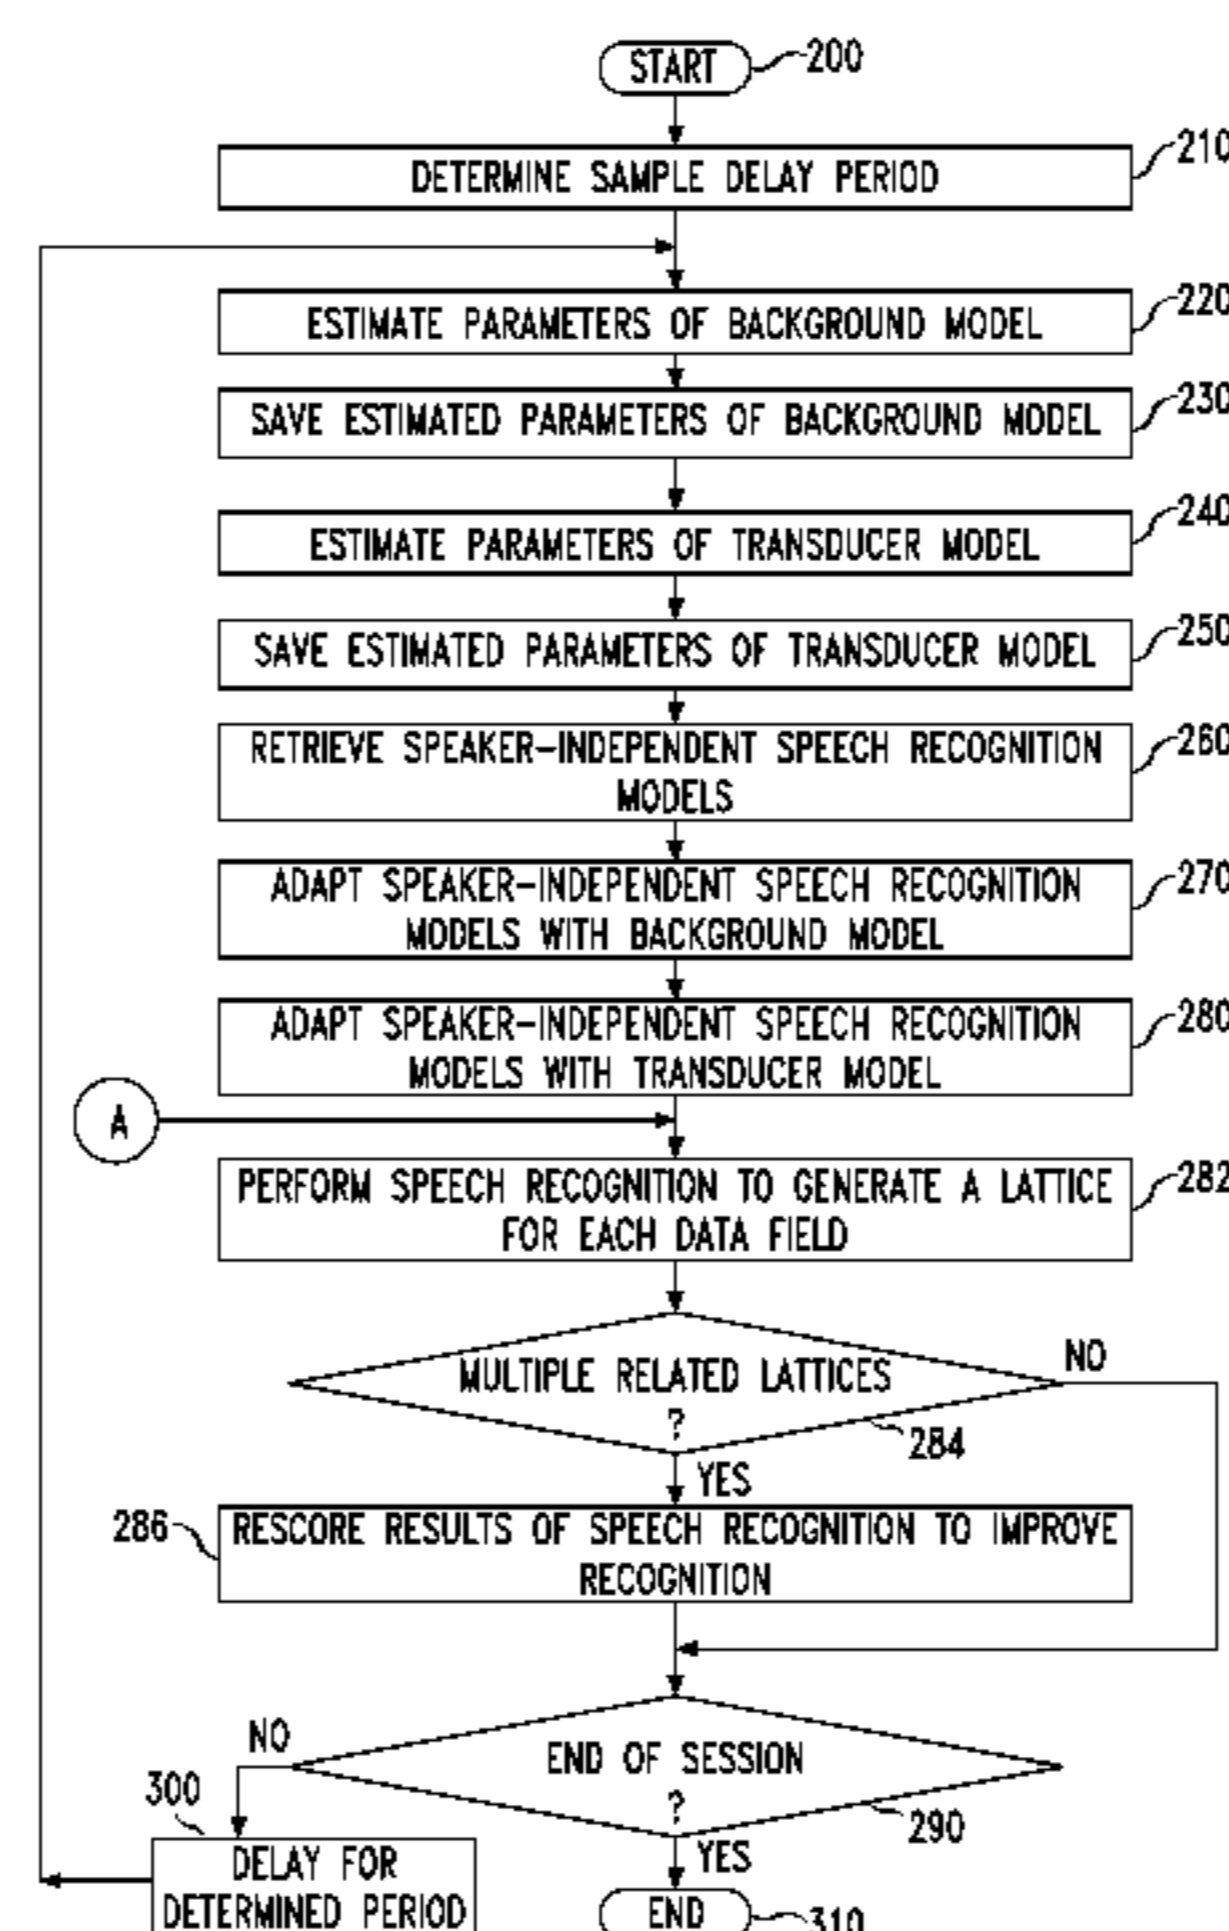 START
200
DETERMINE SAMPLE DELAY PERIOD
210
ESTIMATE PARAMETERS OF BACKGROUND MODEL
220
SAVE ESTIMATED PARAMETERS OF BACKGROUND MODEL
230
ESTIMATE PARAMETERS OF TRANSDUCER MODEL
240
SAVE ESTIMATED PARAMETERS OF TRANSDUCER MODEL
250
RETRIEVE SPEAKER-INDEPENDENT SPEECH RECOGNITION
MODELS
260
ADAPT SPEAKER-INDEPENDENT SPEECH RECOGNITION
MODELS WITH BACKGROUND MODEL
270
ADAPT SPEAKER-INDEPENDENT SPEECH RECOGNITION
MODELS WITH TRANSDUCER MODEL
280
A
PERFORM SPEECH RECOGNITION TO GENERATE A LATTICE
FOR EACH DATA FIELD
282
MULTIPLE RELATED LATTICES
?
NO
284
YES
286
RESCORE RESULTS OF SPEECH RECOGNITION TO IMPROVE
RECOGNITION
NO
END OF SESSION
?
290
300
YES
DELAY FOR
DETERMINED PERIOD
END
310